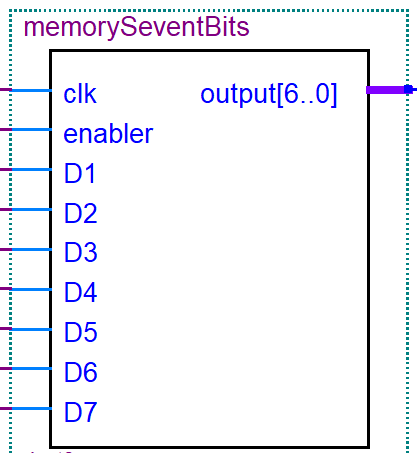 memorySeventBits
clk output[6..0]
enabler
D1
D2
D3
D4
D5
D6
D7